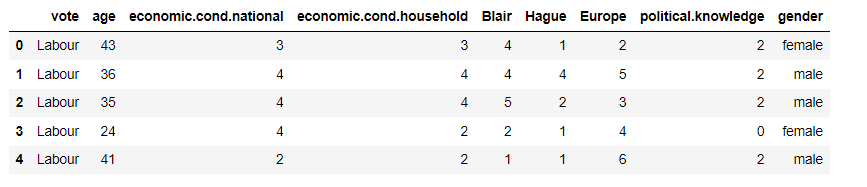 vote age economic.cond.national economic.cond.household Blair Hague Europe political.knowledge gender
0 Labour 43 3 3 4 1 2 2 female
1 Labour 36 4 4 4 4 5 2 male
2 Labour 35 4 4 5 2 3 2 male
3 Labour 24 4 2 2 1 4 0 female
4 Labour 41 2 2 1 1 6 2 male